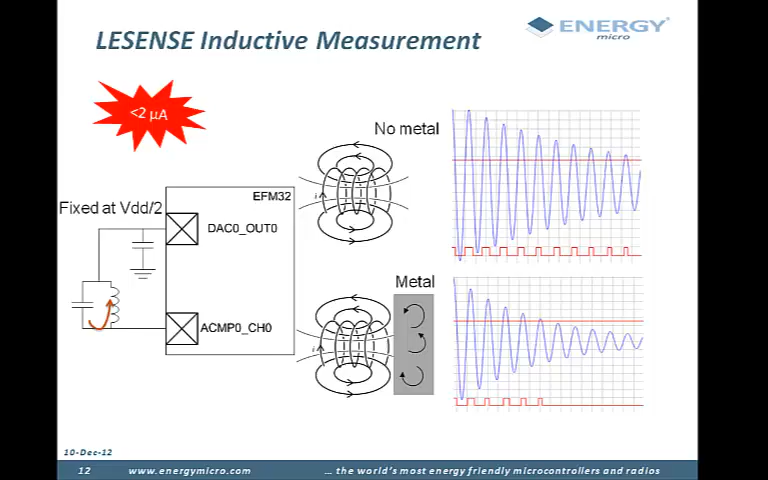 LESENSE Inductive Measurement
ENERGY
micro
<2 µA
No metal
EFM32
Fixed at Vdd/2
DAC0_OUT0
i
Metal
ACMP0_CH0
i
10-Dec-12
12 www.energymicro.com ... the world's most energy friendly microcontrollers and radios